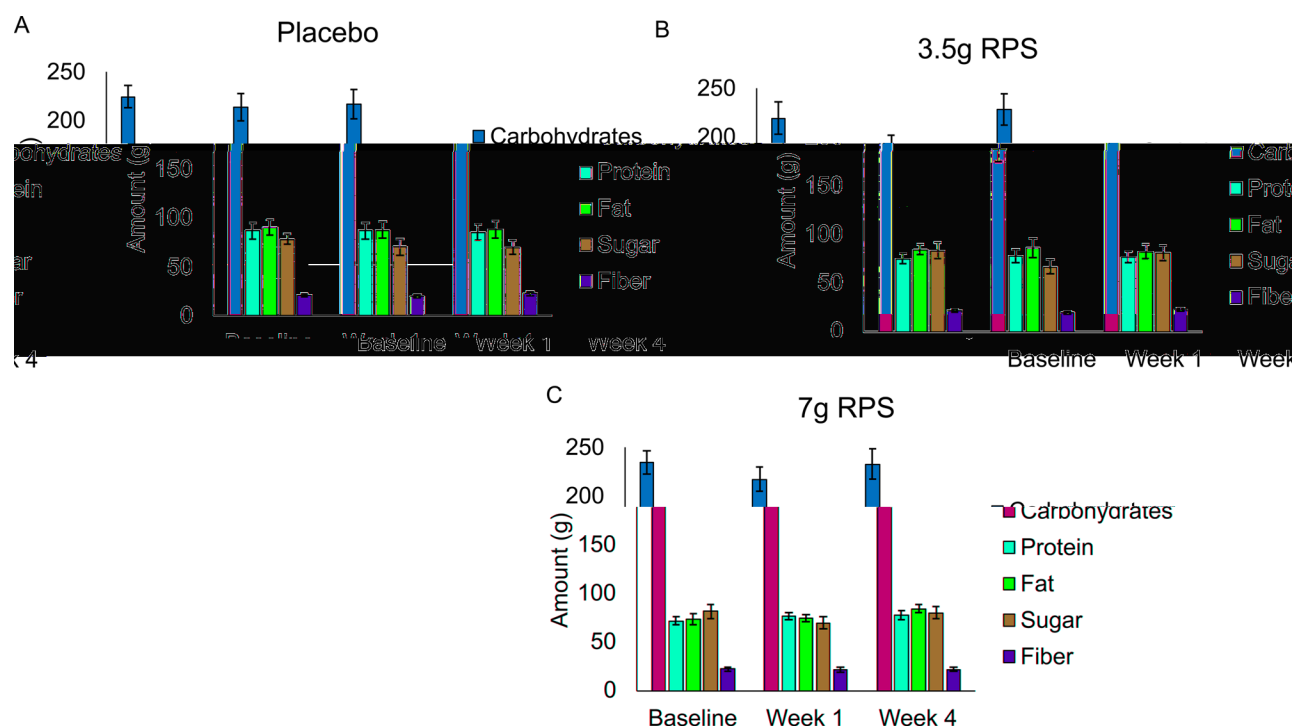 A
Placebo
250
200
Carbohydrates
Amount (g)
150
Protein
100
Fat
50
Sugar
0
Fiber
Baseline
Week 1
Week 4
B
3.5g RPS
250
200
Amount (g)
150
100
Fat
50
0
Baseline
Week 1
Week
C
7g RPS
250
200
Amount (g)
150
100
50
0
Carbohydrates
Protein
Fat
Sugar
Fiber
Baseline
Week 1
Week 4